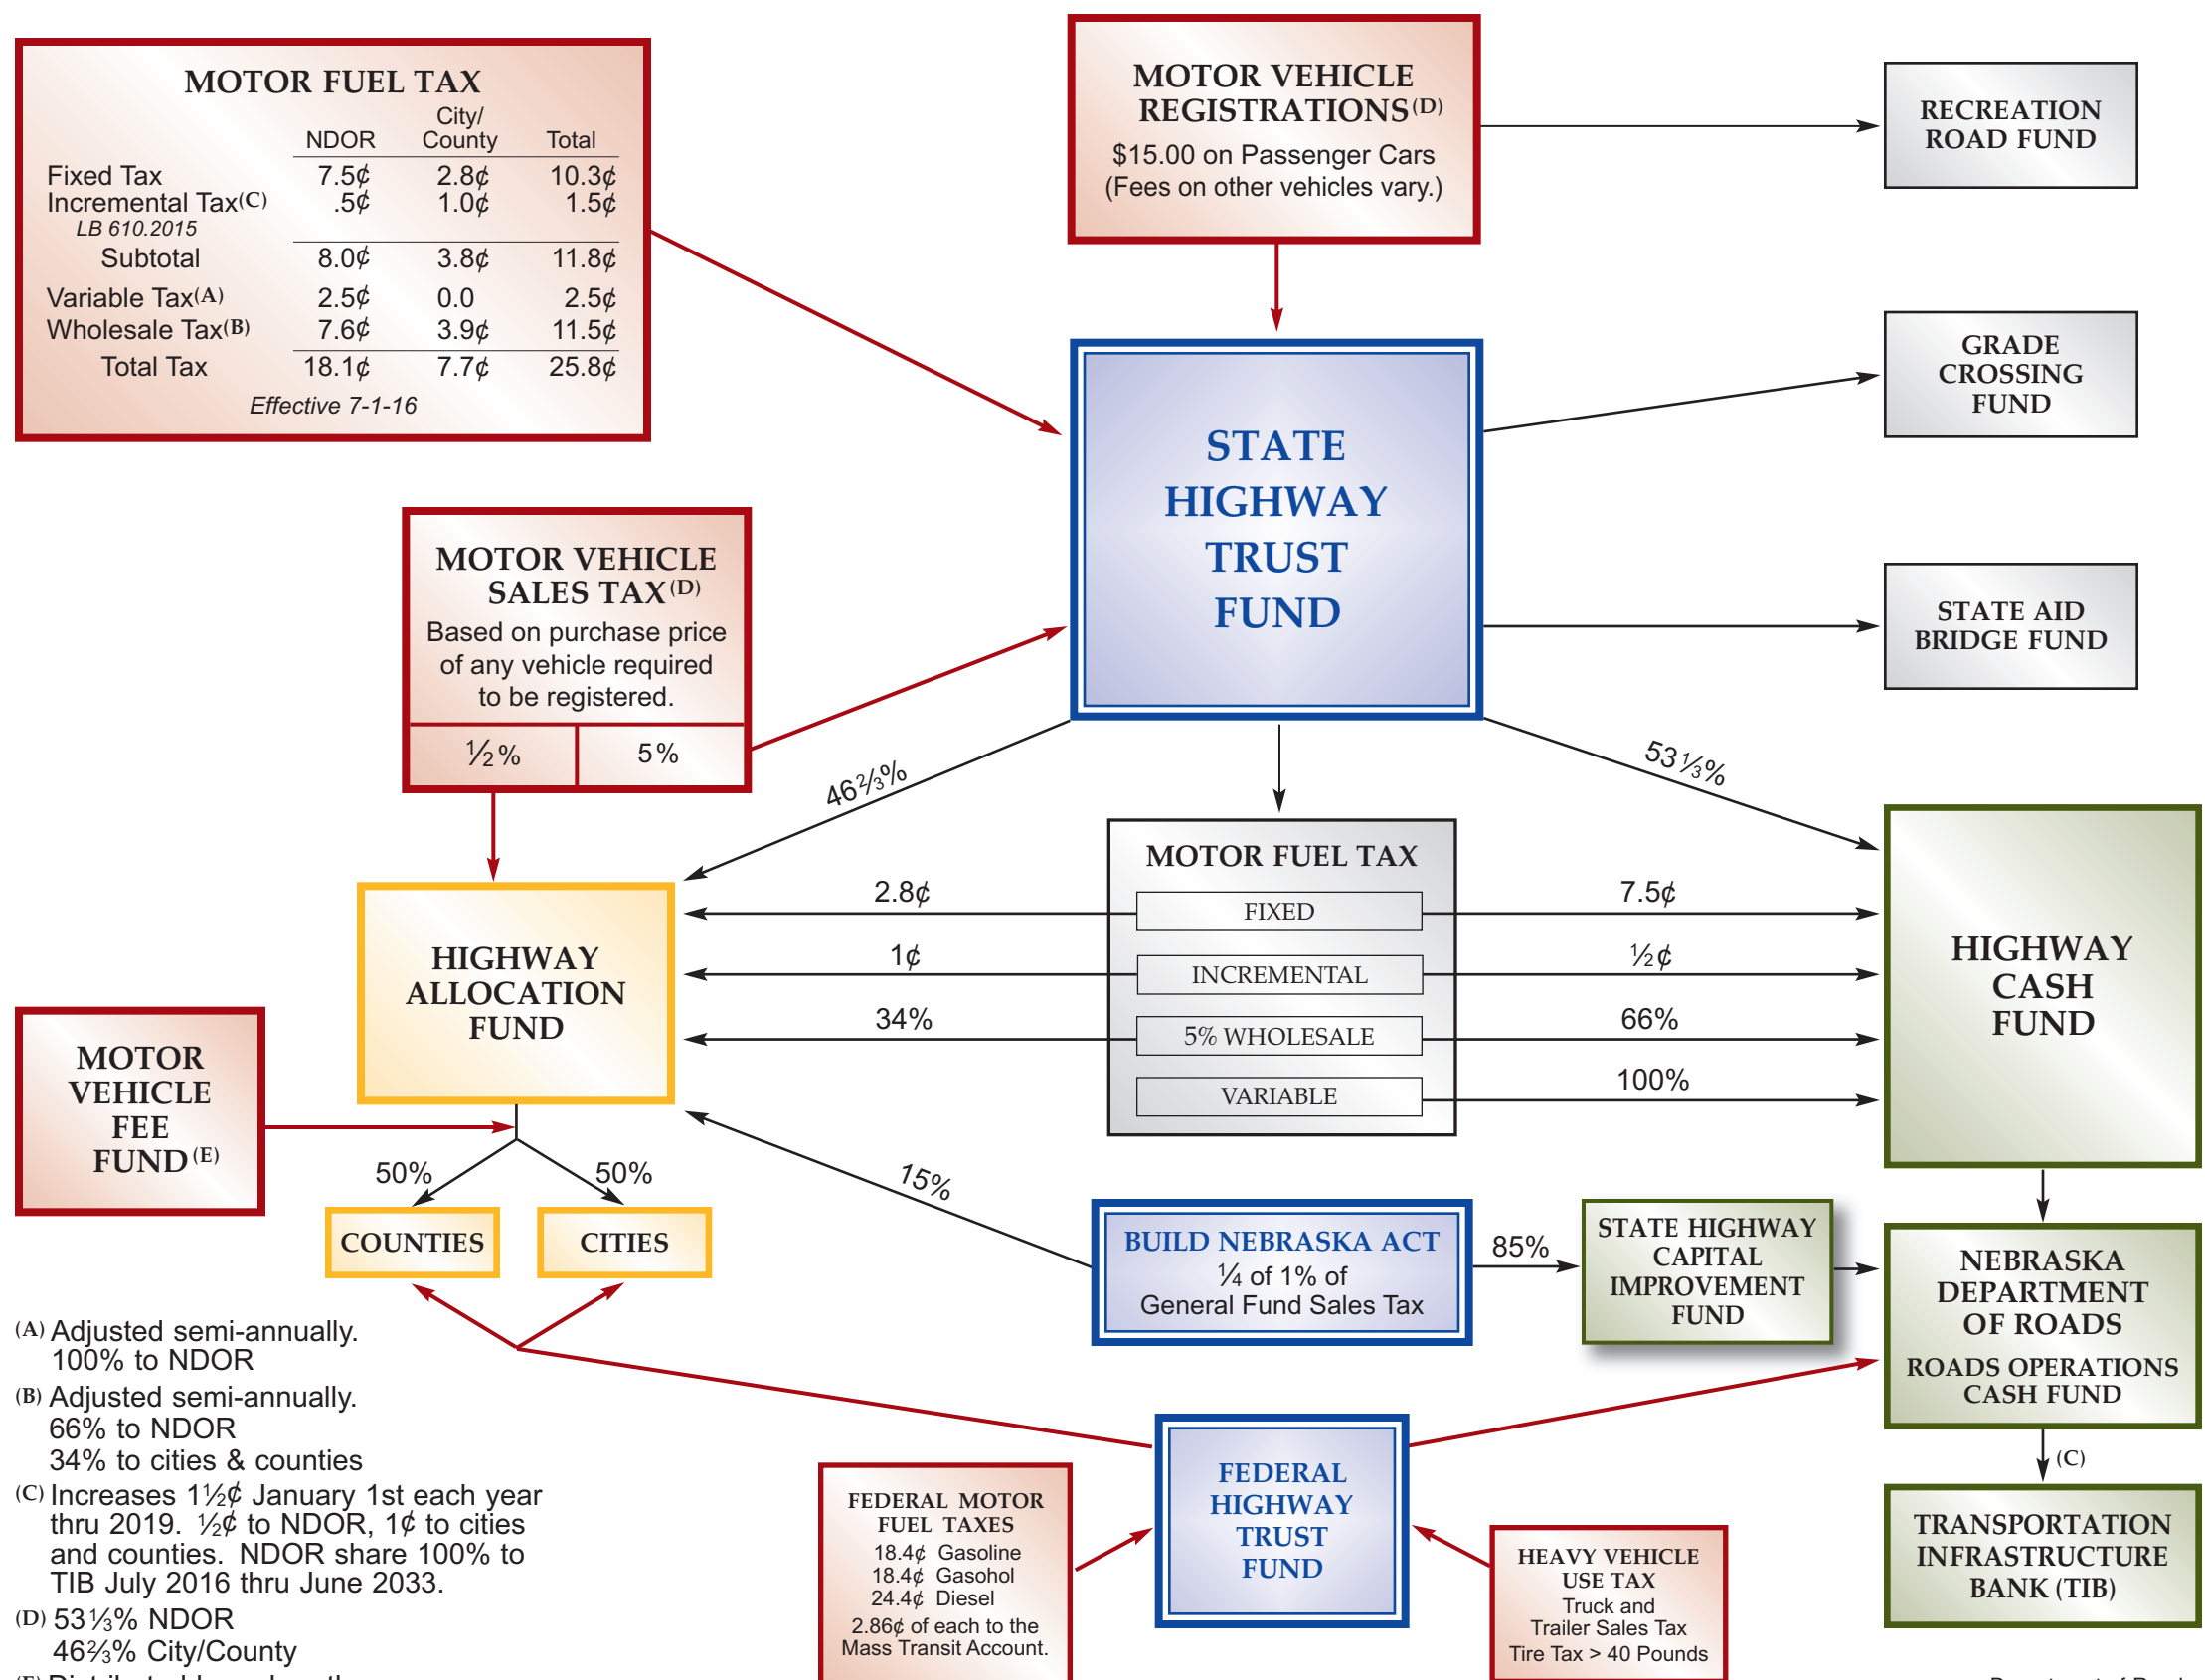 MOTOR FUEL TAX
NDOR City/County Total
Fixed Tax 7.5¢ 2.8¢ 10.3¢
Incremental Tax(C) .5¢ 1.0¢ 1.5¢
LB 610.2015
Subtotal 8.0¢ 3.8¢ 11.8¢
Variable Tax(A) 2.5¢ 0.0 2.5¢
Wholesale Tax(B) 7.6¢ 3.9¢ 11.5¢
Total Tax 18.1¢ 7.7¢ 25.8¢
Effective 7-1-16
MOTOR VEHICLE
REGISTRATIONS(D)
$15.00 on Passenger Cars
(Fees on other vehicles vary.)
RECREATION
ROAD FUND
GRADE
CROSSING
FUND
STATE
HIGHWAY
TRUST
FUND
STATE AID
BRIDGE FUND
MOTOR VEHICLE
SALES TAX(D)
Based on purchase price
of any vehicle required
to be registered.
½%
5%
46⅔%
53⅓%
MOTOR FUEL TAX
2.8¢ FIXED 7.5¢
1¢ INCREMENTAL ½¢
34% 5% WHOLESALE 66%
VARIABLE 100%
HIGHWAY
ALLOCATION
FUND
HIGHWAY
CASH
FUND
MOTOR
VEHICLE
FEE
FUND(E)
50%
50%
COUNTIES
CITIES
15%
BUILD NEBRASKA ACT
¼ of 1% of
General Fund Sales Tax
85%
STATE HIGHWAY
CAPITAL
IMPROVEMENT
FUND
NEBRASKA
DEPARTMENT
OF ROADS
ROADS OPERATIONS
CASH FUND
(C)
TRANSPORTATION
INFRASTRUCTURE
BANK (TIB)
FEDERAL
HIGHWAY
TRUST
FUND
FEDERAL MOTOR
FUEL TAXES
18.4¢ Gasoline
18.4¢ Gasohol
24.4¢ Diesel
2.86¢ of each to the
Mass Transit Account.
HEAVY VEHICLE
USE TAX
Truck and
Trailer Sales Tax
Tire Tax > 40 Pounds
(A) Adjusted semi-annually.
100% to NDOR
(B) Adjusted semi-annually.
66% to NDOR
34% to cities & counties
(C) Increases 1½¢ January 1st each year
thru 2019. ½¢ to NDOR, 1¢ to cities
and counties. NDOR share 100% to
TIB July 2016 thru June 2033.
(D) 53⅓% NDOR
46⅔% City/County